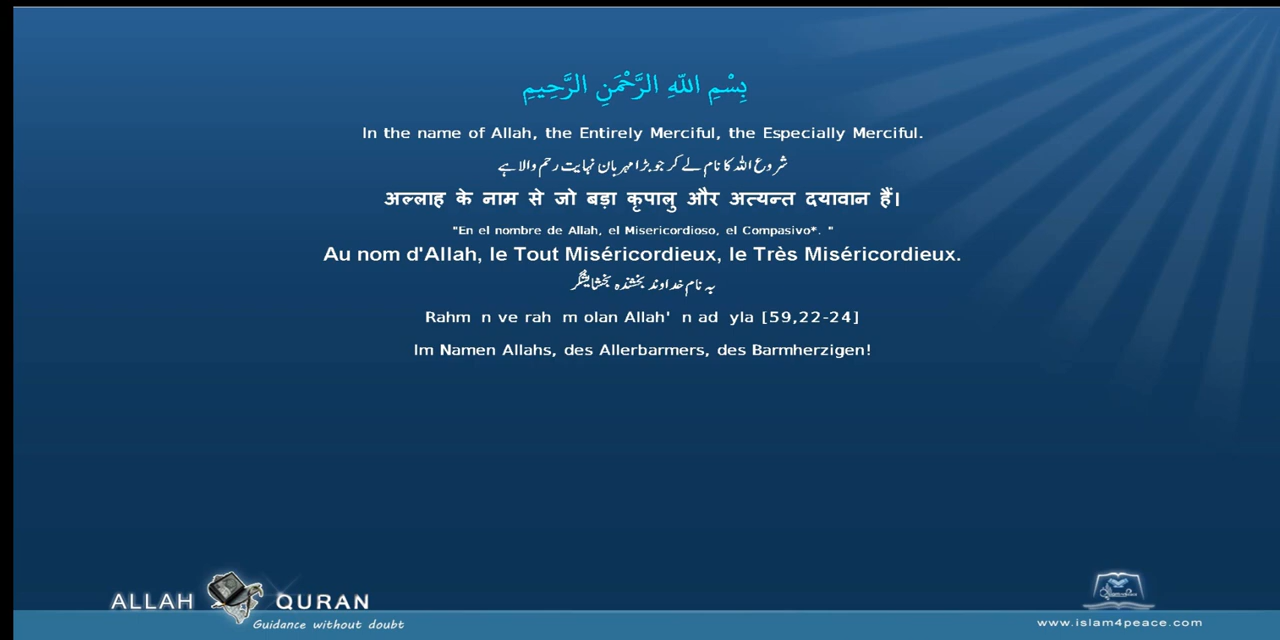 بِسْمِ اللّهِ الرَّحْمَنِ الرَّحِيمِ
In the name of Allah, the Entirely Merciful, the Especially Merciful.
شروع الله کا نام لے کر جو بڑا مہربان نہایت رحم والا ہے
अल्लाह के नाम से जो बड़ा कृपालु और अत्यन्त दयावान हैं।
"En el nombre de Allah, el Misericordioso, el Compasivo*. "
Au nom d'Allah, le Tout Miséricordieux, le Très Miséricordieux.
به نام خداوند بخشنده بخشایشگر
Rahm n ve rah m olan Allah' n ad yla [59,22-24]
Im Namen Allahs, des Allerbarmers, des Barmherzigen!
ALLAH QURAN
Guidance without doubt
www.islam4peace.com